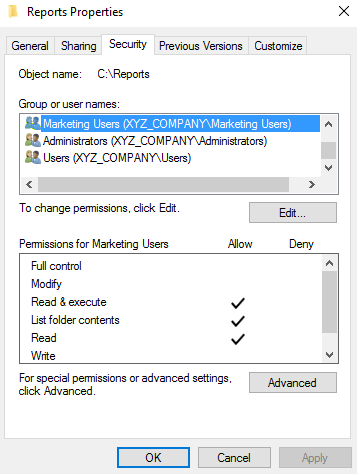 Reports Properties
General Sharing Security Previous Versions Customize
Object name: C:\Reports
Group or user names:
Marketing Users (XYZ_COMPANY\Marketing Users)
Administrators (XYZ_COMPANY\Administrators)
Users (XYZ_COMPANY\Users)
To change permissions, click Edit.
Edit...
Permissions for Marketing Users Allow Deny
Full control
Modify
Read & execute
List folder contents
Read
Write
For special permissions or advanced settings,
click Advanced.
Advanced
OK Cancel Apply